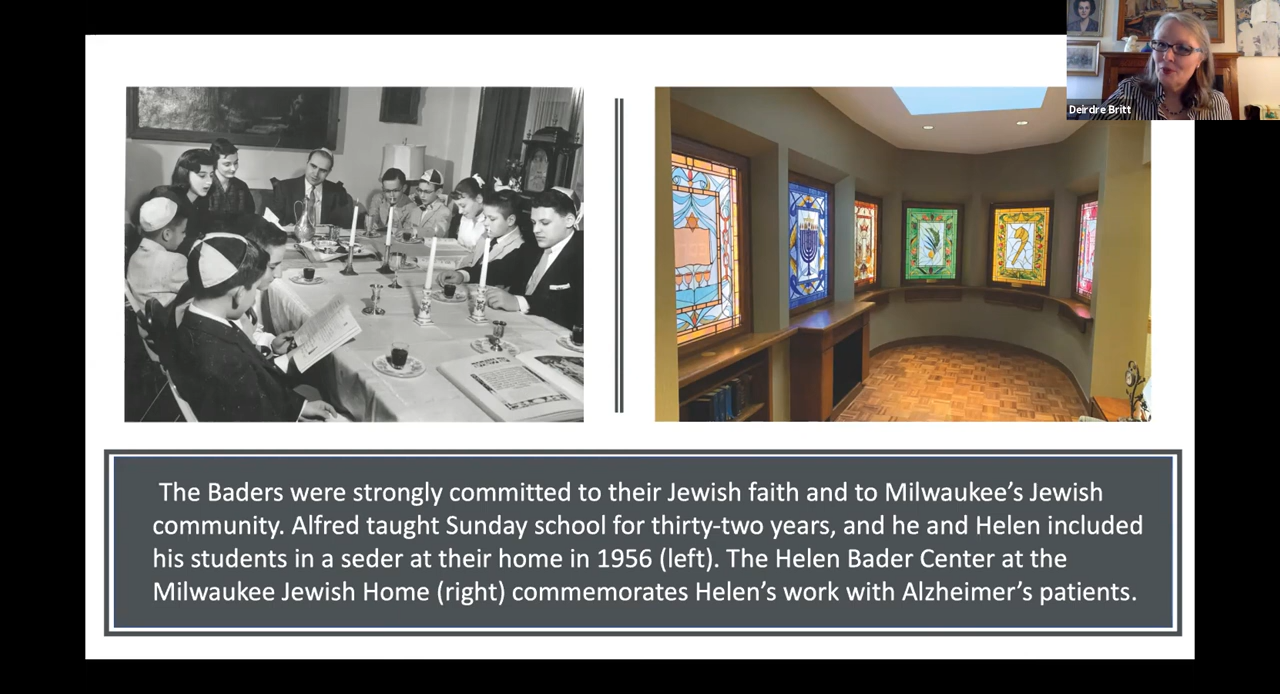 Deirdre Britt
The Baders were strongly committed to their Jewish faith and to Milwaukee's Jewish
community. Alfred taught Sunday school for thirty-two years, and he and Helen included
his students in a seder at their home in 1956 (left). The Helen Bader Center at the
Milwaukee Jewish Home (right) commemorates Helen's work with Alzheimer's patients.